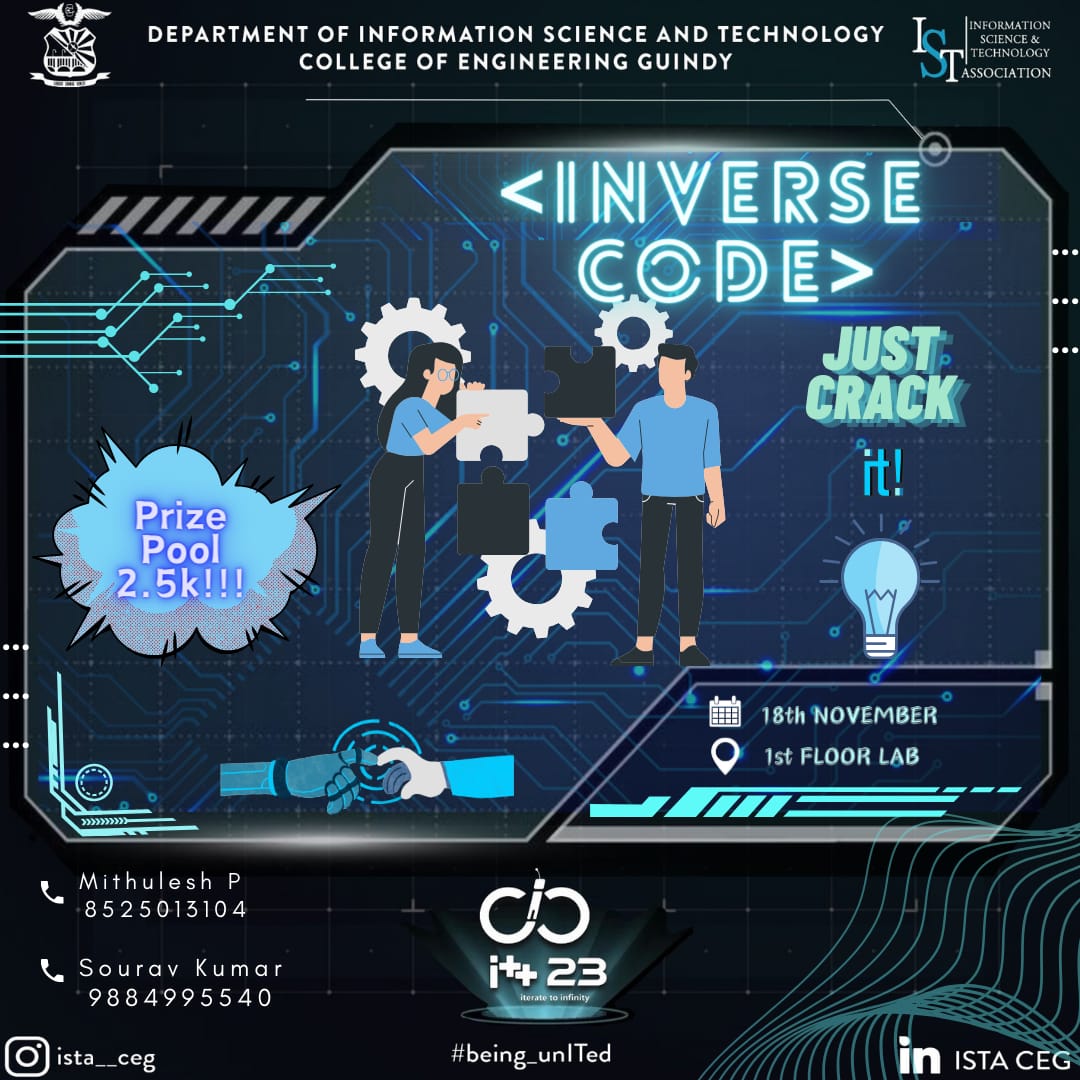 DEPARTMENT OF INFORMATION SCIENCE AND TECHNOLOGY
COLLEGE OF ENGINEERING GUINDY
IST
INFORMATION
SCIENCE &
TECHNOLOGY
ASSOCIATION
<INVERSE
CODE>
JUST
CRACK
it!
Prize
Pool
2.5k!!!
18th NOVEMBER
1st FLOOR LAB
Mithulesh P
8525013104
Sourav Kumar
9884995540
i++ 23
iterate to infinity
ista__ceg
#being_unITed
in ISTA CEG